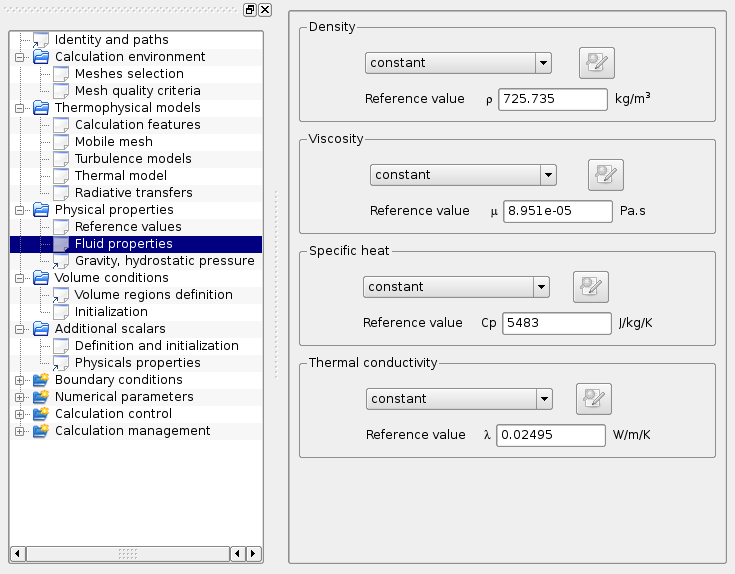 Identity and paths
Calculation environment
Meshes selection
Mesh quality criteria
Thermophysical models
Calculation features
Mobile mesh
Turbulence models
Thermal model
Radiative transfers
Physical properties
Reference values
Fluid properties
Gravity, hydrostatic pressure
Volume conditions
Volume regions definition
Initialization
Additional scalars
Definition and initialization
Physicals properties
Boundary conditions
Numerical parameters
Calculation control
Calculation management
Density
constant
Reference value ρ 725.735 kg/m³
Viscosity
constant
Reference value μ 8.951e-05 Pa.s
Specific heat
constant
Reference value Cp 5483 J/kg/K
Thermal conductivity
constant
Reference value λ 0.02495 W/m/K